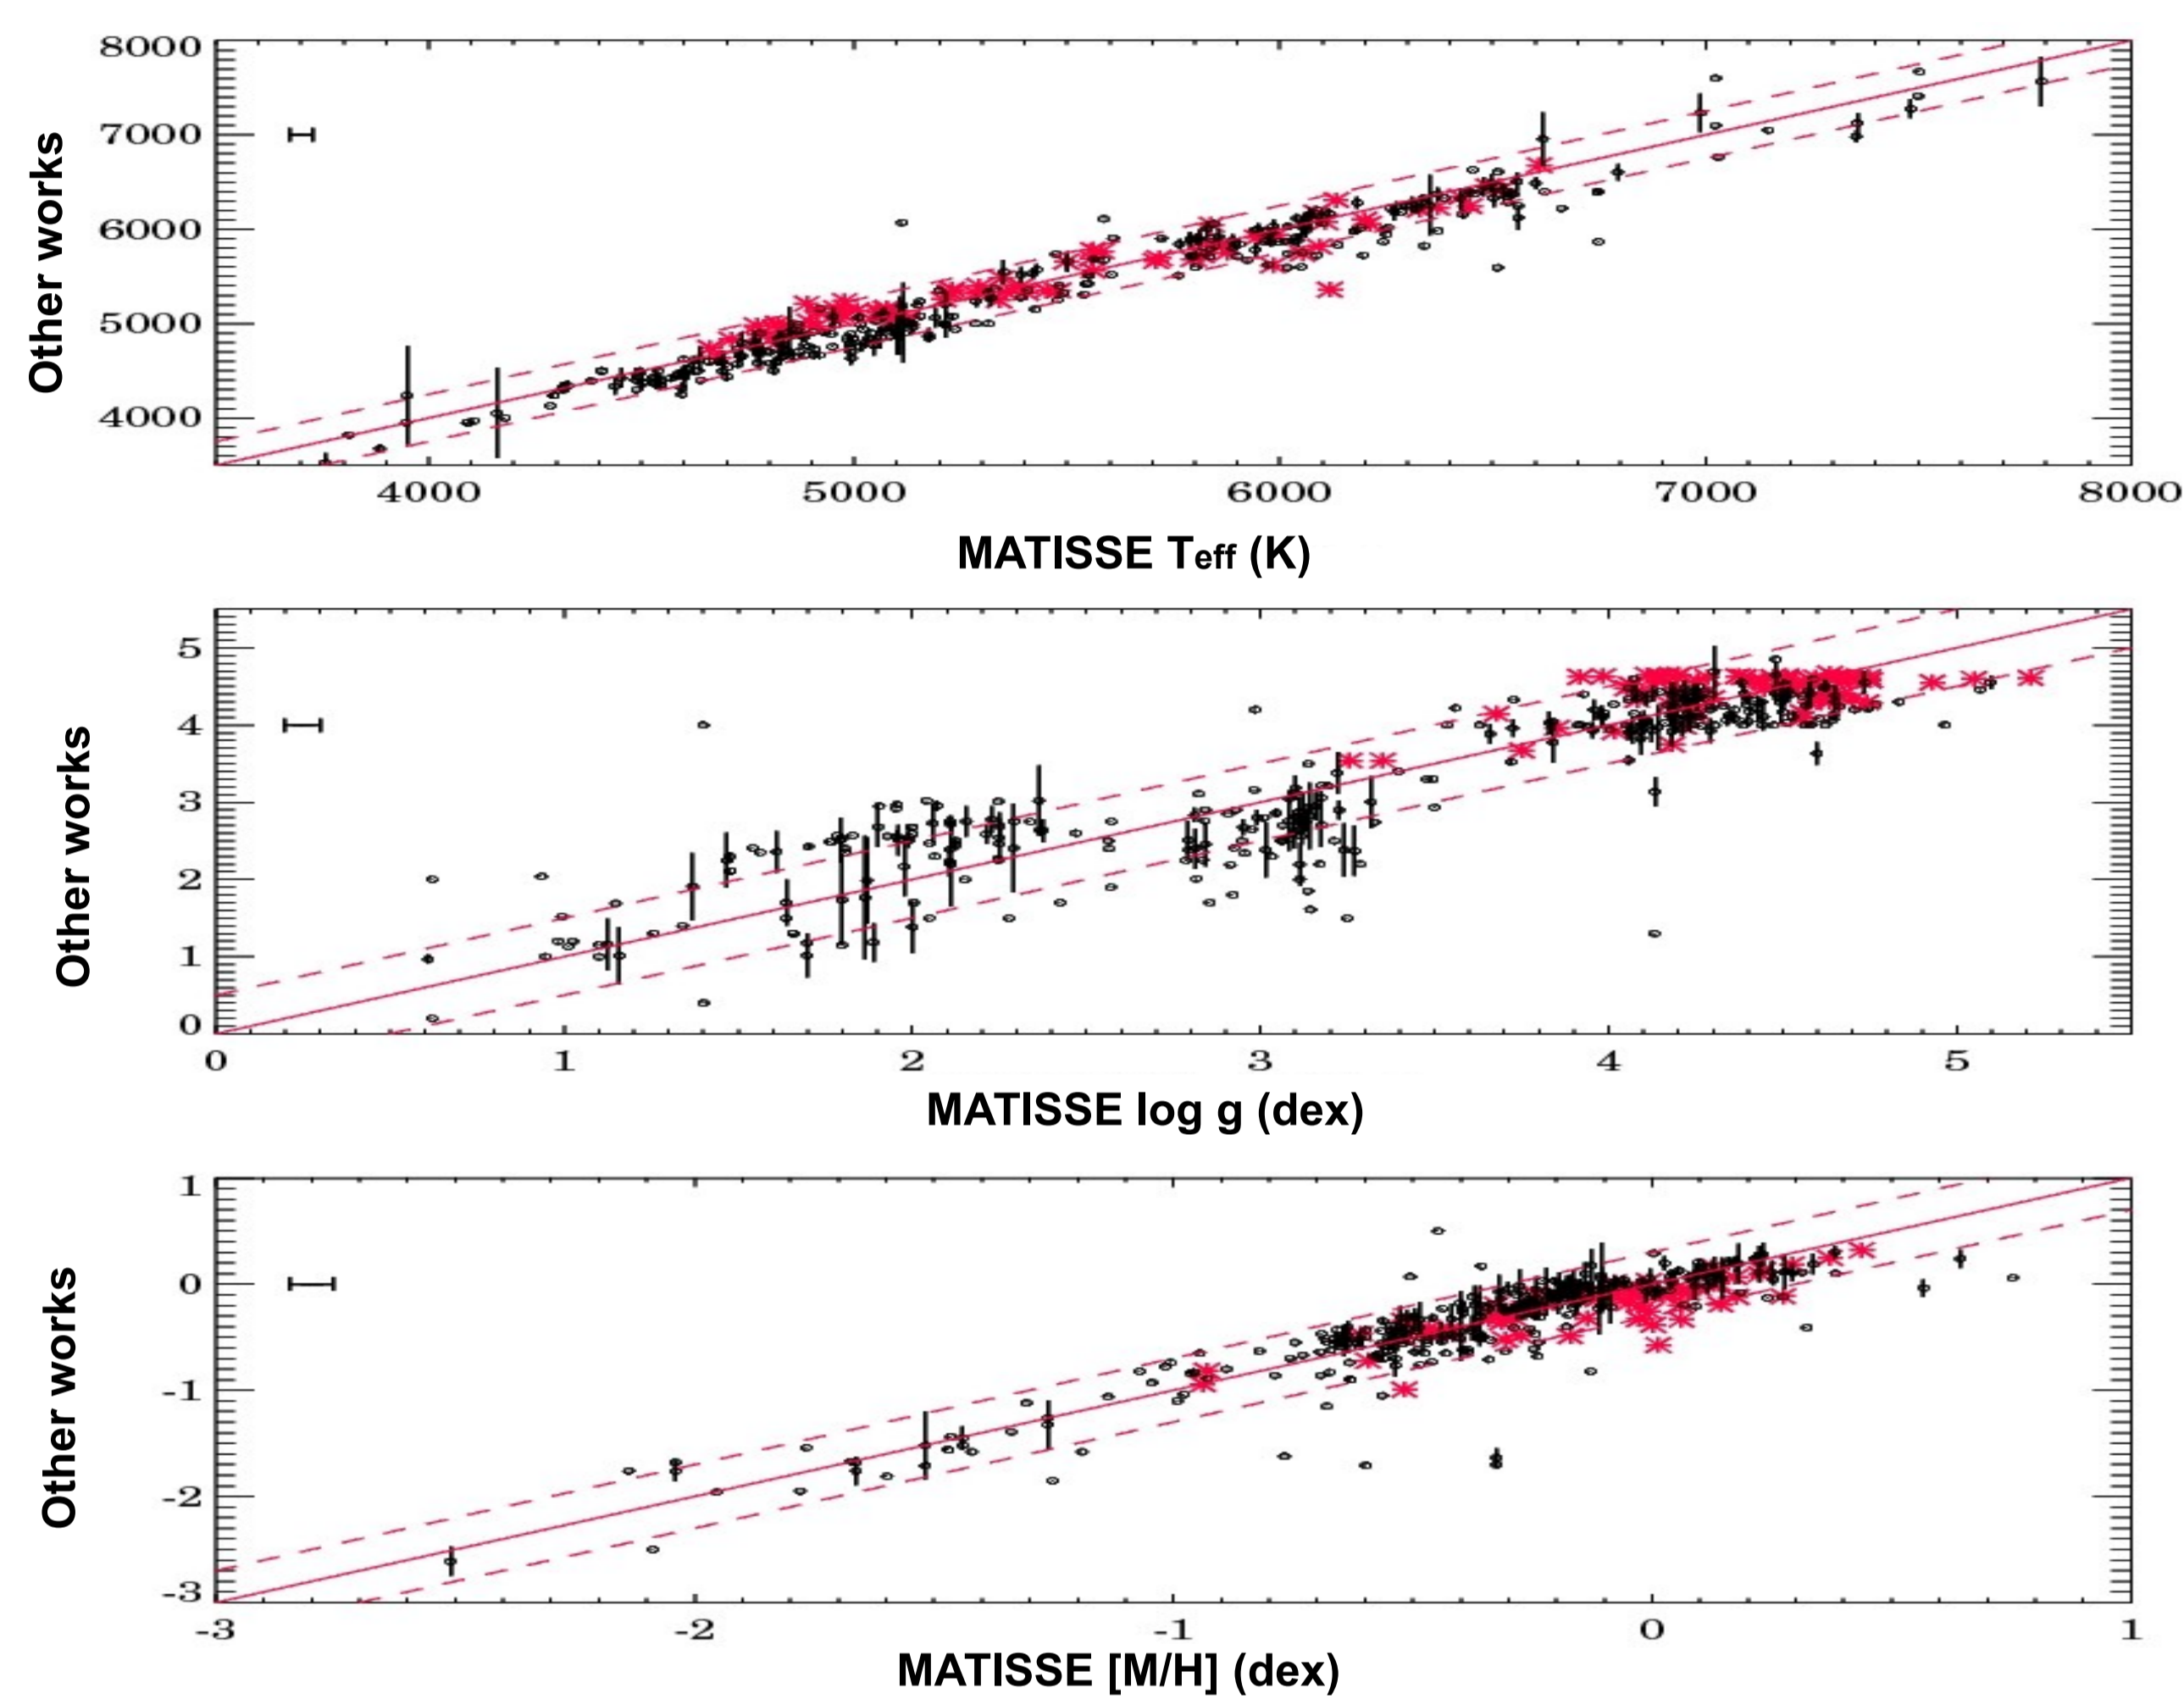 8000
7000
6000
5000
4000
Other works
4000 5000 6000 7000 8000
MATISSE Teff (K)
5
4
3
2
1
0
Other works
0 1 2 3 4 5
MATISSE log g (dex)
1
0
-1
-2
-3
Other works
-3 -2 -1 0 1
MATISSE [M/H] (dex)